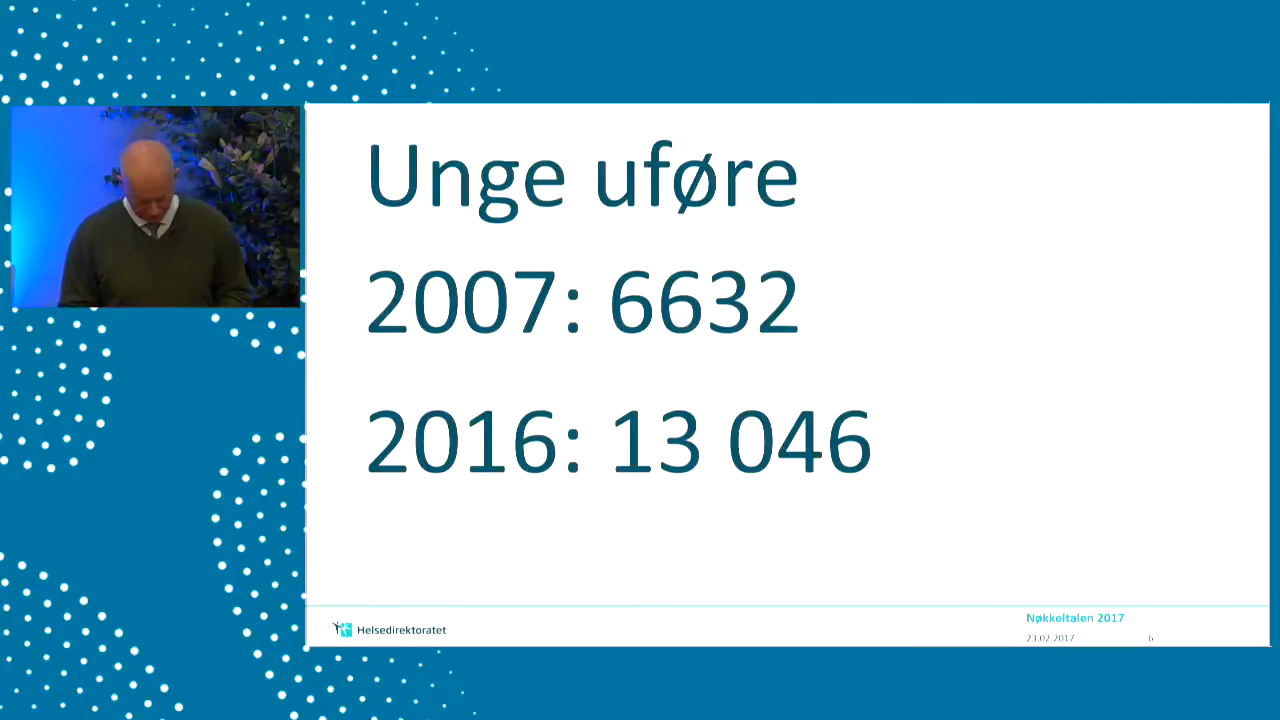 Unge uføre
2007: 6632
2016: 13 046
Helsedirektoratet
Nøkkeltalen 2017
23.02.2017
6